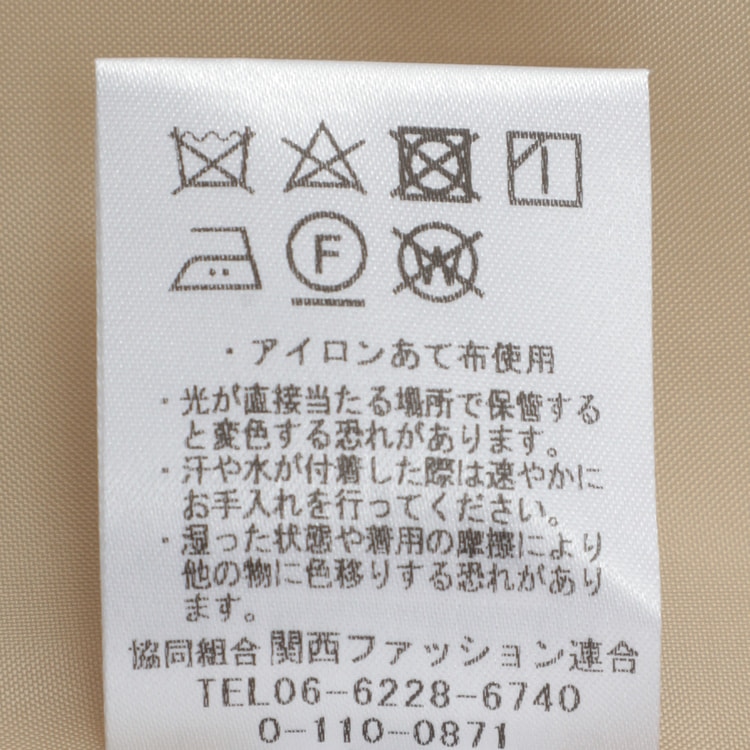 F W
・アイロンあて布使用
・光が直接当たる場所で保管する
と変色する恐れがあります。
・汗や水が付着した際は速やかに
お手入れを行ってください。
・湿った状態や着用の摩擦により
他の物に色移りする恐れがあり
ます。
協同組合 関西ファッション連合
TEL06-6228-6740
0-110-0871